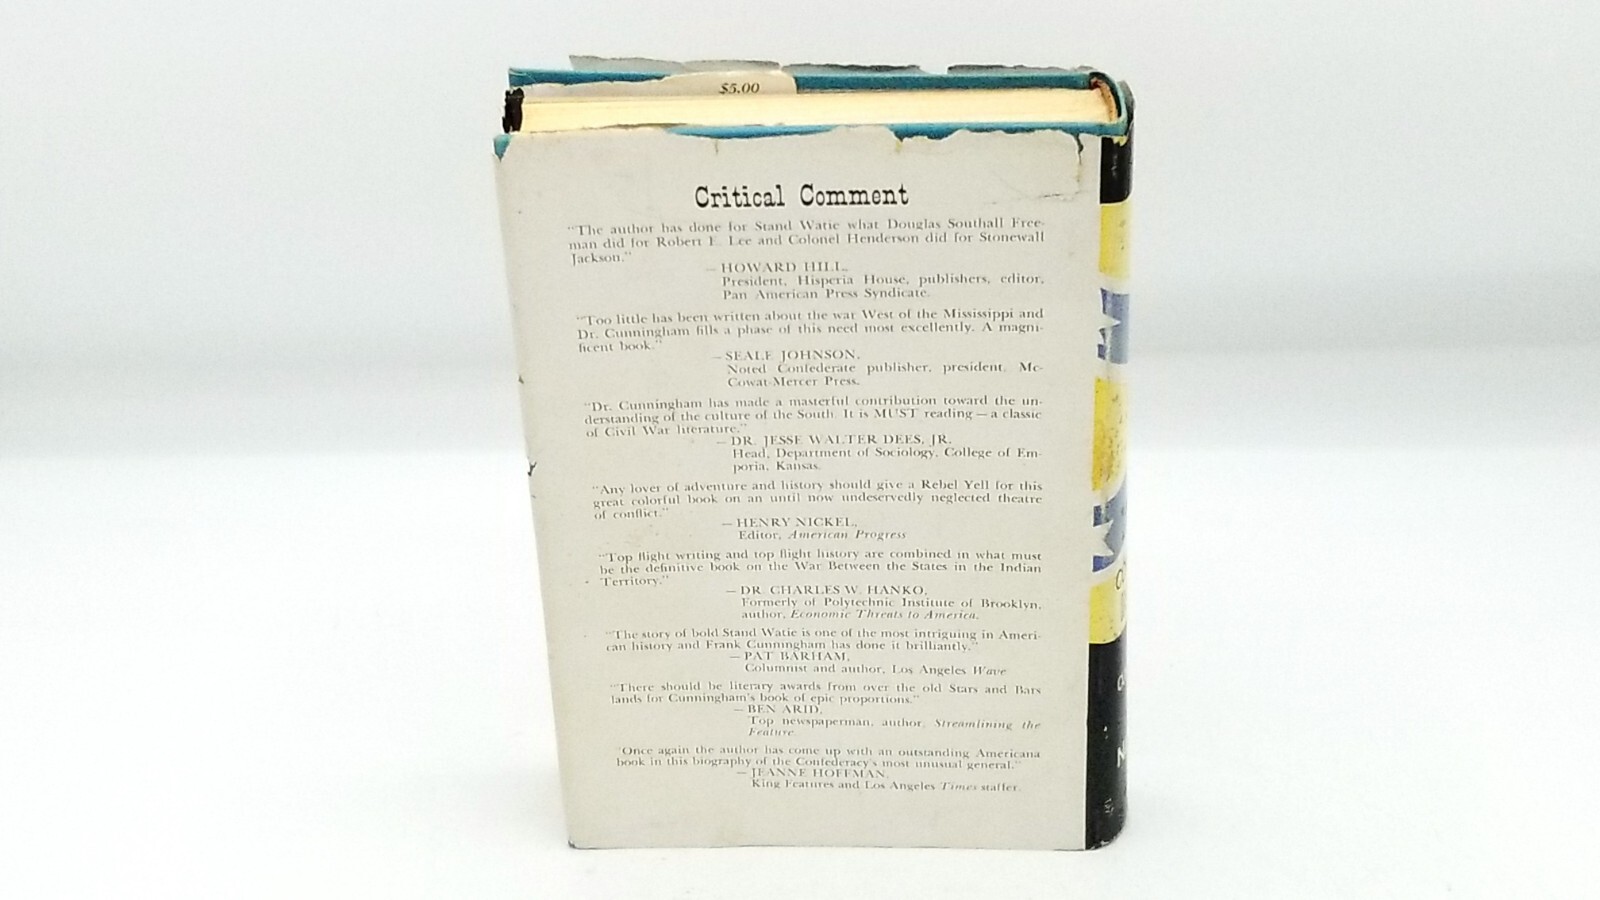 $5.00
Critical Comment
"The author has done for Stand Watie what Douglas Southall Free-
man did for Robert E. Lee and Colonel Henderson did for Stonewall
Jackson."
— HOWARD HILL,
President, Hisperia House, publishers, editor,
Pan American Press Syndicate.
"Too little has been written about the war West of the Mississippi and
Dr. Cunningham fills a phase of this need most excellently. A magni-
ficent book."
— SEALE JOHNSON,
Noted Confederate publisher, president, Mc-
Cowat-Mercer Press.
"Dr. Cunningham has made a masterful contribution toward the un-
derstanding of the culture of the South. It is MUST reading — a classic
of Civil War literature."
— DR. JESSE WALTER DEES, JR.
Head, Department of Sociology, College of Em-
poria, Kansas.
"Any lover of adventure and history should give a Rebel Yell for this
great colorful book on an until now undeservedly neglected theatre
of conflict."
— HENRY NICKEL,
Editor, American Progress
"Top flight writing and top flight history are combined in what must
be the definitive book on the War Between the States in the Indian
Territory."
— DR. CHARLES W. HANKO,
Formerly of Polytechnic Institute of Brooklyn,
author, Economic Threats to America.
"The story of bold Stand Watie is one of the most intriguing in Ameri-
can history and Frank Cunningham has done it brilliantly."
— PAT BARHAM,
Columnist and author, Los Angeles Wave
"There should be literary awards from over the old Stars and Bars
lands for Cunningham's book of epic proportions."
— BEN ARID,
Top newspaperman, author, Streamlining the
Feature.
"Once again the author has come up with an outstanding Americana
book in this biography of the Confederacy's most unusual general."
— JEANNE HOFFMAN,
King Features and Los Angeles Times staffer.